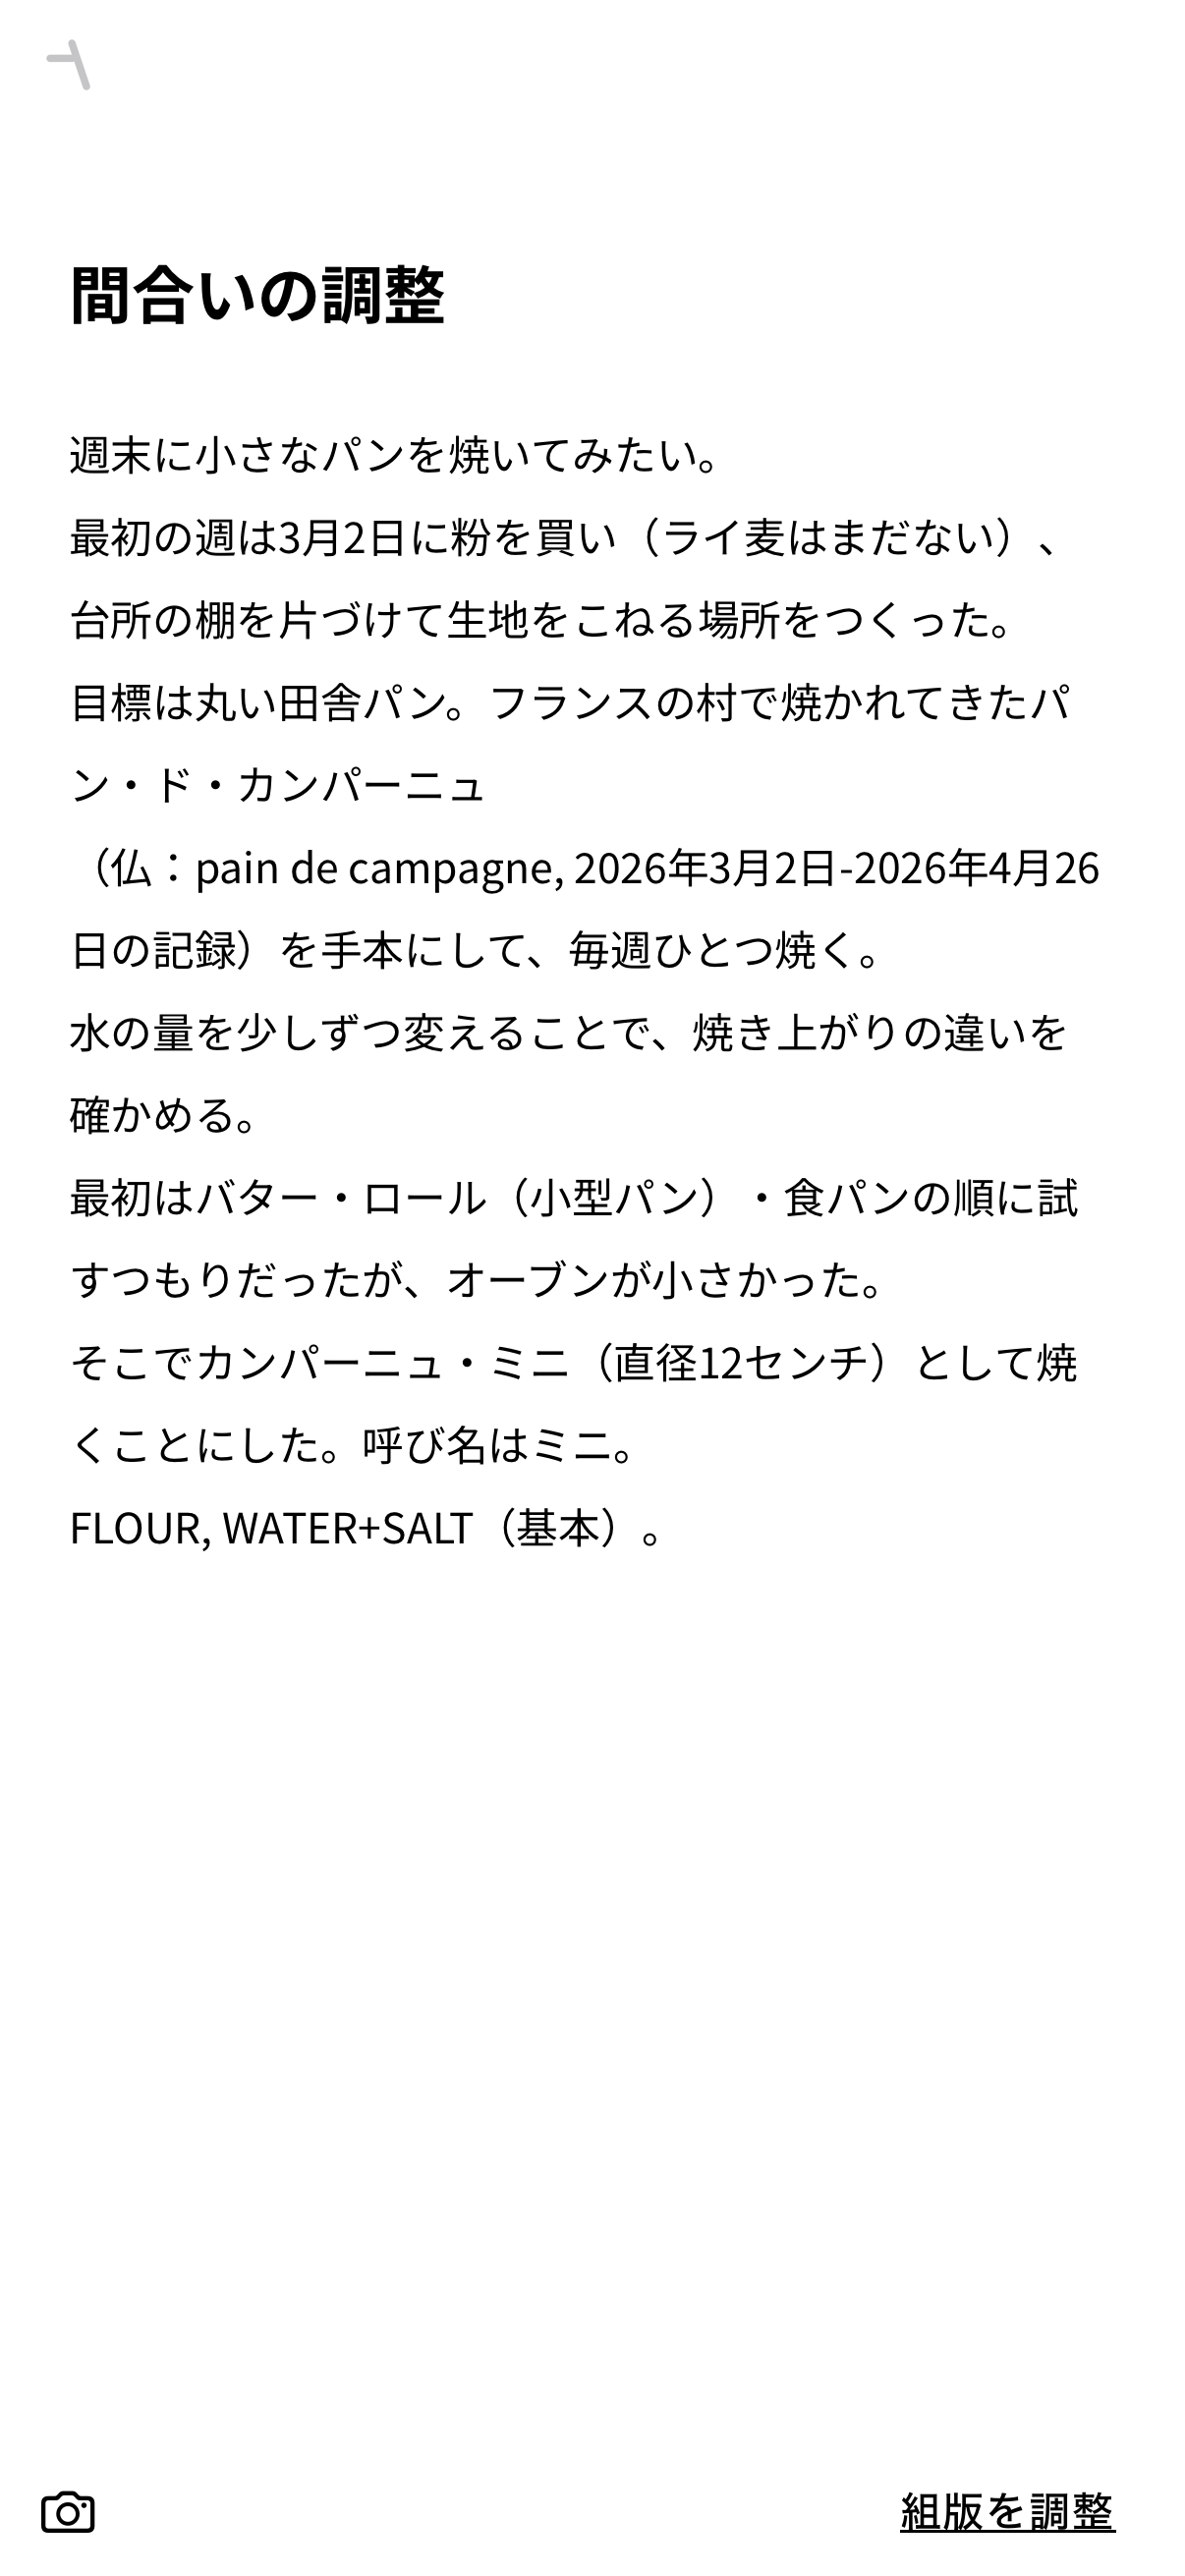 間合いの調整
週末に小さなパンを焼いてみたい。
最初の週は3月2日に粉を買い（ライ麦はまだない）、
台所の棚を片づけて生地をこねる場所をつくった。
目標は丸い田舎パン。フランスの村で焼かれてきたパ
ン・ド・カンパーニュ
（仏：pain de campagne, 2026年3月2日-2026年4月26
日の記録）を手本にして、毎週ひとつ焼く。
水の量を少しずつ変えることで、焼き上がりの違いを
確かめる。
最初はバター・ロール（小型パン）・食パンの順に試
すつもりだったが、オーブンが小さかった。
そこでカンパーニュ・ミニ（直径12センチ）として焼
くことにした。呼び名はミニ。
FLOUR, WATER+SALT（基本）。
組版を調整